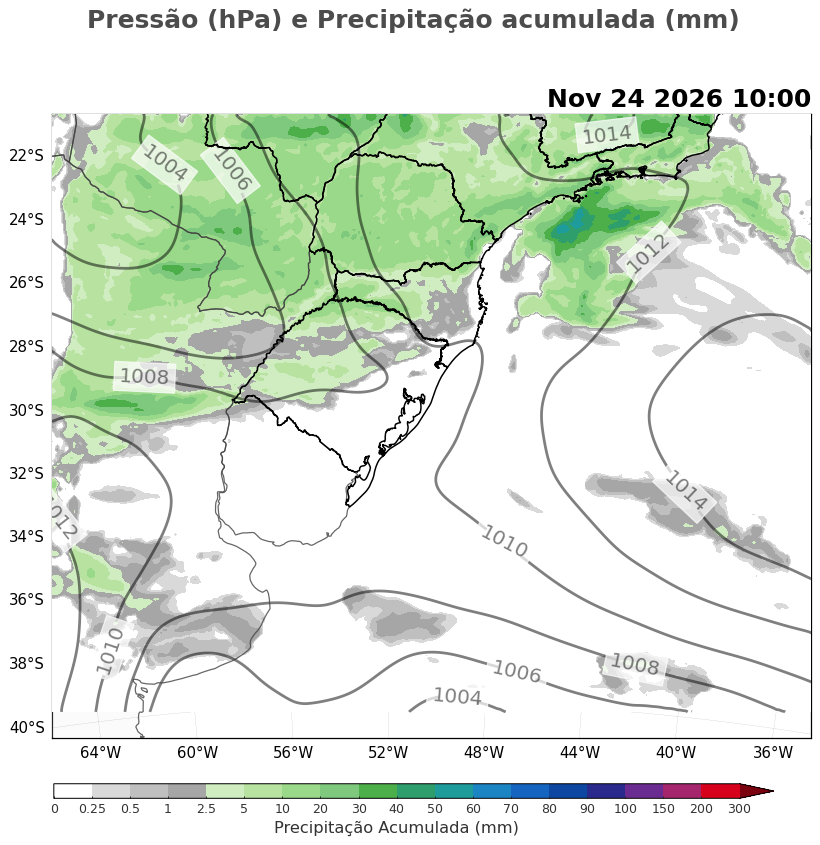 Pressão (hPa) e Precipitação acumulada (mm)
Nov 24 2026 10:00
1014
1004
1006
22°S
24°S
1012
26°S
28°S
1008
30°S
32°S
1014
1012
34°S
1010
36°S
1010
1008
1006
38°S
1004
40°S
64°W 60°W 56°W 52°W 48°W 44°W 40°W 36°W
0 0.25 0.5 1 2.5 5 10 20 30 40 50 60 70 80 90 100 150 200 300
Precipitação Acumulada (mm)